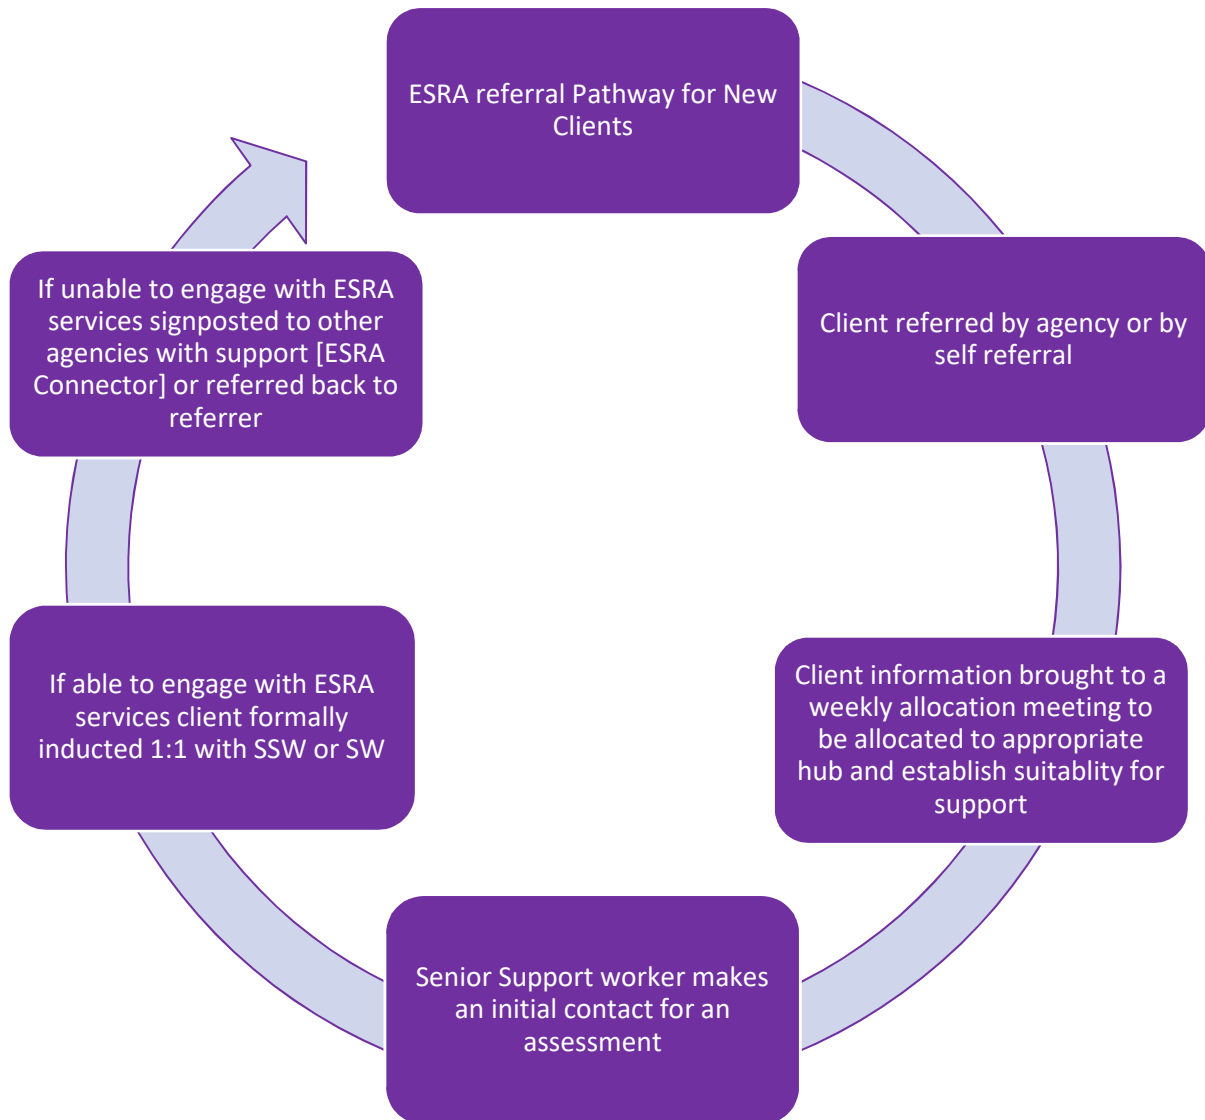 ESRA referral Pathway for New
Clients
Client referred by agency or by
self referral
Client information brought to a
weekly allocation meeting to
be allocated to appropriate
hub and establish suitablity for
support
Senior Support worker makes
an initial contact for an
assessment
If able to engage with ESRA
services client formally
inducted 1:1 with SSW or SW
If unable to engage with ESRA
services signposted to other
agencies with support [ESRA
Connector] or referred back to
referrer